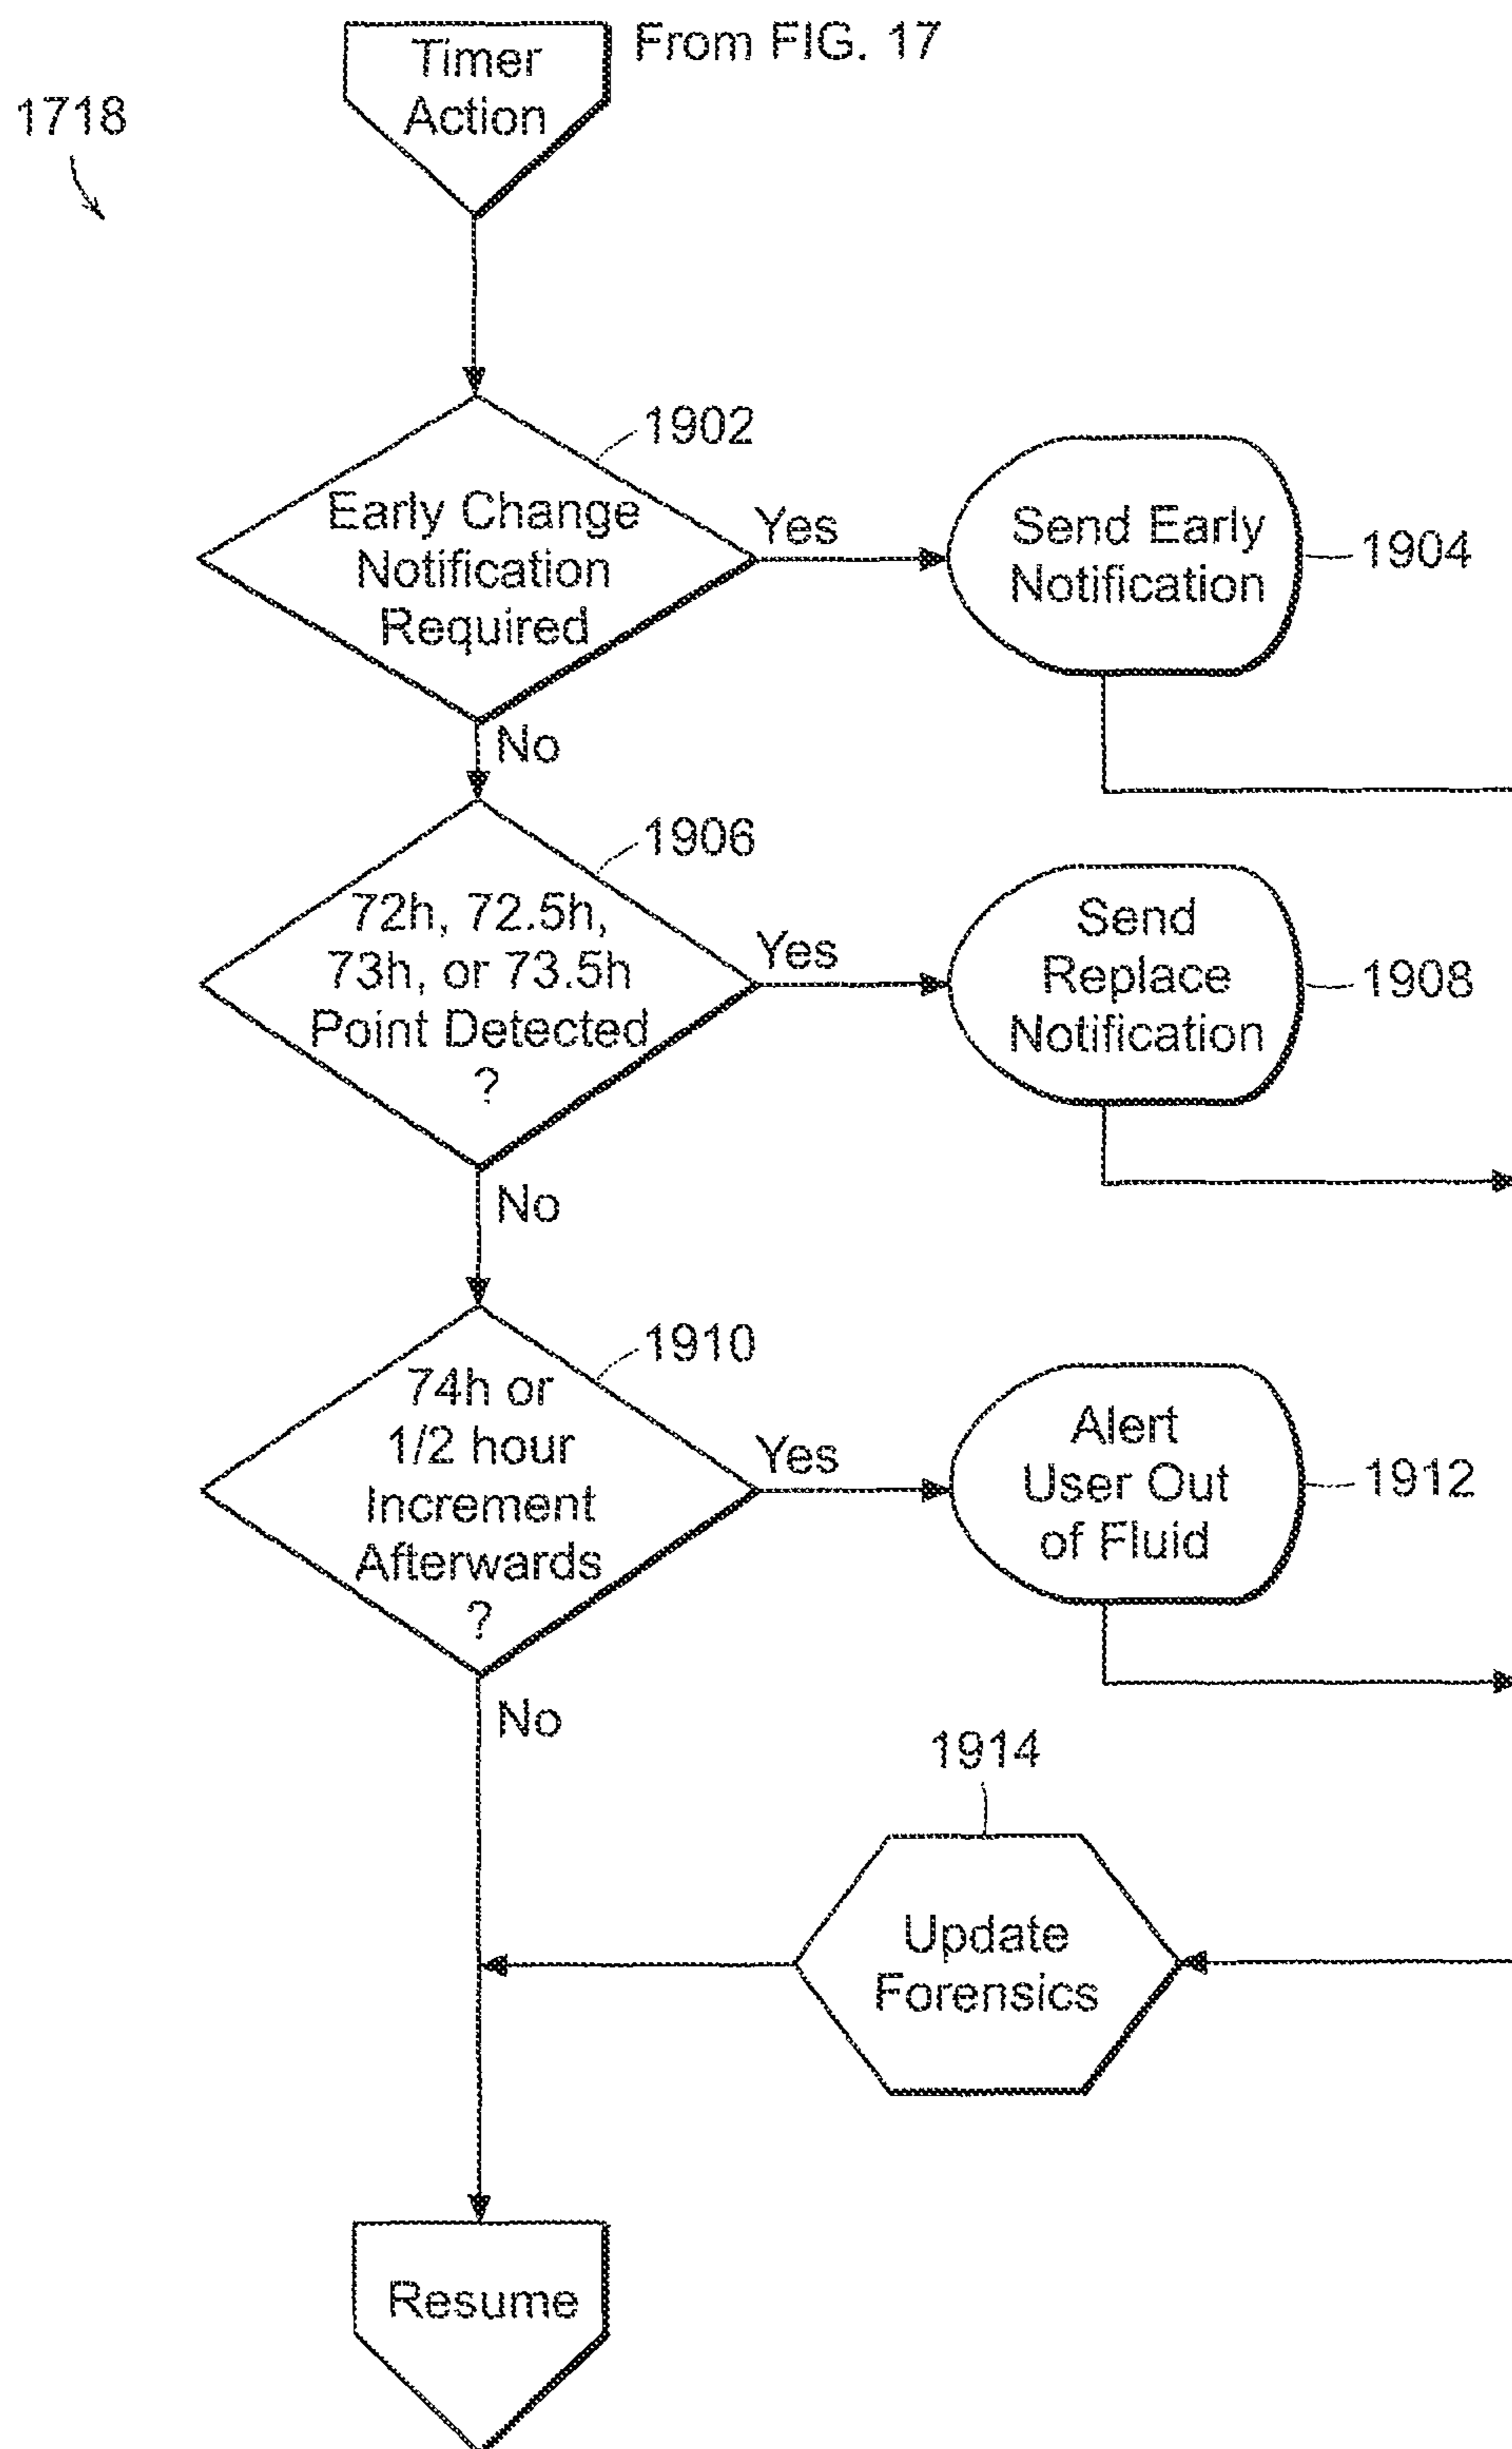 Timer
Action
From FIG. 17
1718
1902
Early Change
Notification
Required
Yes
Send Early
Notification
1904
No
1906
72h, 72.5h,
73h, or 73.5h
Point Detected
?
Yes
Send
Replace
Notification
1908
No
1910
74h or
1/2 hour
Increment
Afterwards
?
Yes
Alert
User Out
of Fluid
1912
No
1914
Update
Forensics
Resume